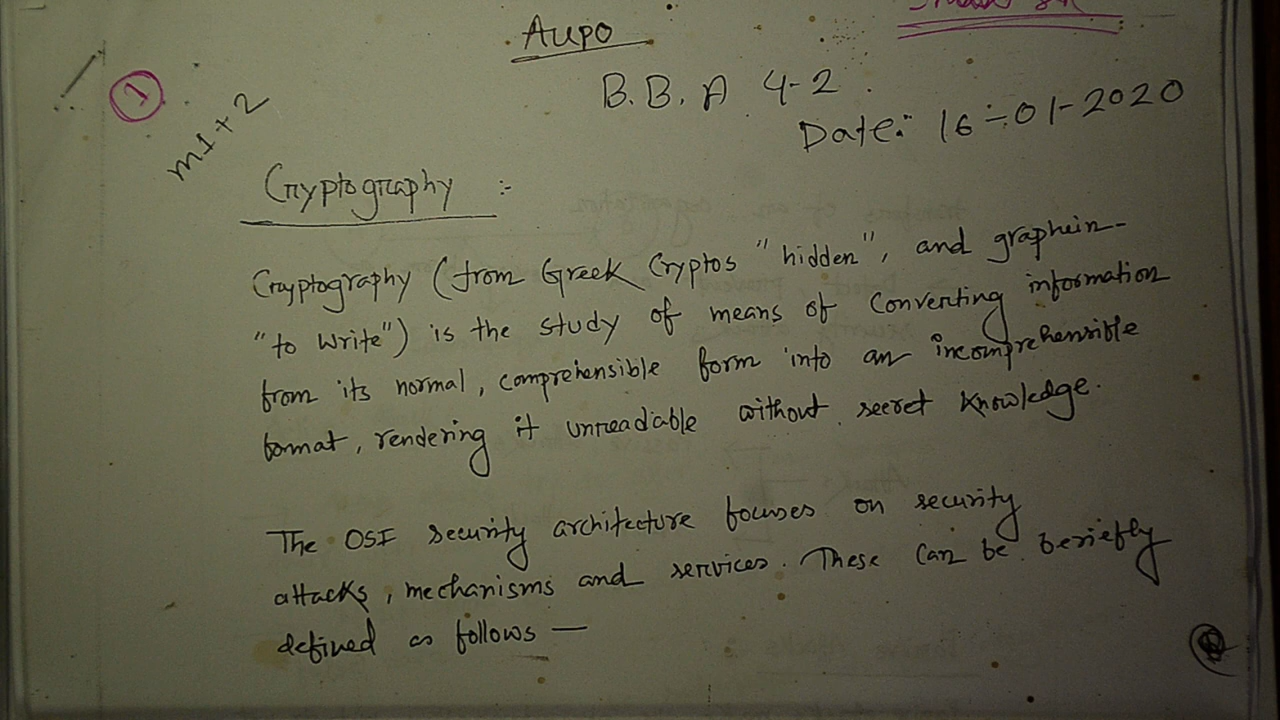 Aupo
B.B.A 4-2.
Date:- 16-01-2020
1
m1+2
Cryptography :-
Cryptography (from Greek Cryptos "hidden", and graphein-
"to write") is the study of means of Converting information
from its normal, comprehensible form into an incomprehensible
format, rendering it unreadable without secret knowledge.
The OSI security architecture focuses on security
attacks, mechanisms and services. These can be beriefly
defined as follows —